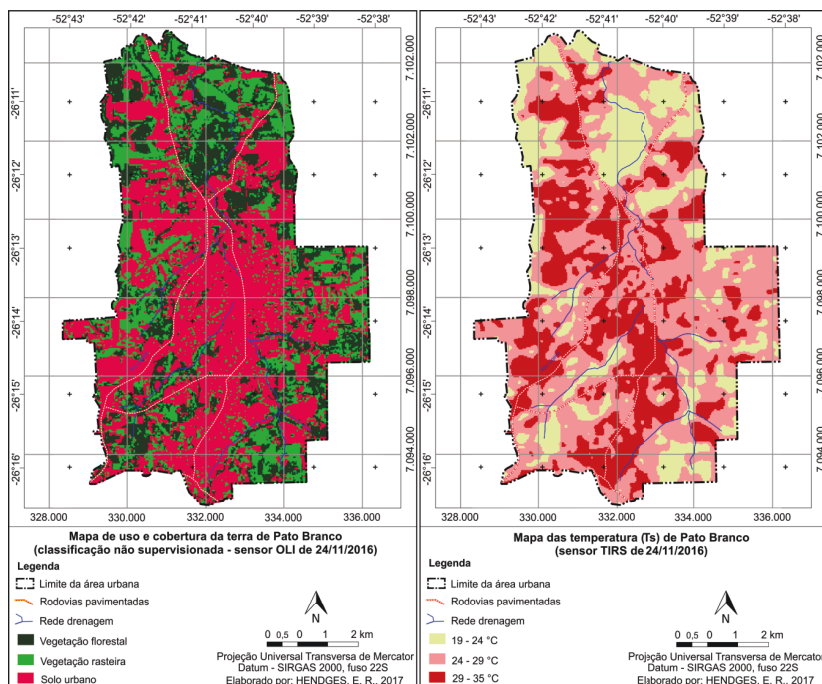 -52°43' -52°41' -52°40' -52°38'
-26°11'
-26°12'
-26°13'
-26°14'
-26°15'
-26°16'
7.102.000
7.102.000
7.100.000
7.098.000
7.096.000
7.094.000
328.000 330.000 332.000 334.000 336.000
Mapa de uso e cobertura da terra de Pato Branco
(classificação não supervisionada - sensor OLI de 24/11/2016)
Legenda
Limite da área urbana
Rodovias pavimentadas
Rede drenagem
Vegetação florestal
Vegetação rasteira
Solo urbano
N
0 0,5 0 1 2 km
Projeção Universal Transversa de Mercator
Datum - SIRGAS 2000, fuso 22S
Elaborado por: HENDGES, E. R., 2017
-52°43' -52°41' -52°40' -52°38'
-26°11'
-26°12'
-26°13'
-26°14'
-26°15'
-26°16'
7.102.000
7.102.000
7.100.000
7.098.000
7.096.000
7.094.000
328.000 330.000 332.000 334.000 336.000
Mapa das temperatura (Ts) de Pato Branco
(sensor TIRS de 24/11/2016)
Legenda
Limite da área urbana
Rodovias pavimentadas
Rede drenagem
19 - 24 °C
24 - 29 °C
29 - 35 °C
N
0 0,5 0 1 2 km
Projeção Universal Transversa de Mercator
Datum - SIRGAS 2000, fuso 22S
Elaborado por: HENDGES, E. R., 2017